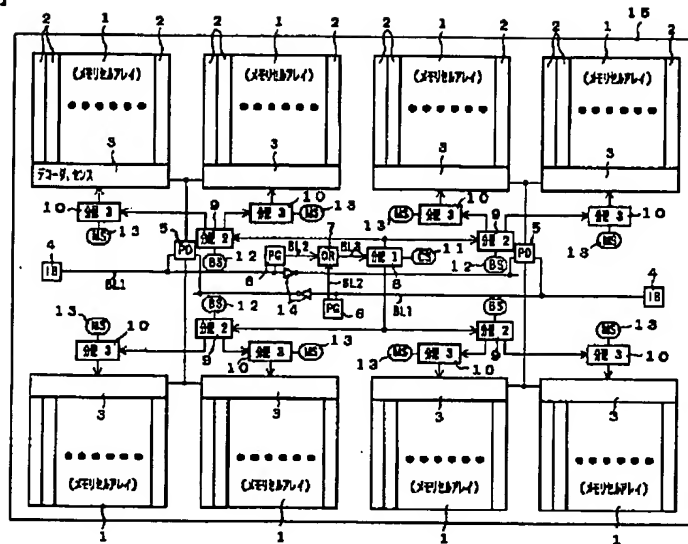 2 1 2 2 1 2 2 1 2 2 1 2 15
(メモリセルアレイ) (メモリセルアレイ) (メモリセルアレイ) (メモリセルアレイ)
3 3 3 3
デコーダ,センス
10 分配 3 9 分配 3 10 MS 13 分配 3 10 9 分配 3 10
MS 13 5 PD 分配 2 7 13 MS 分配 2 5 PD MS 13
4 IB BS 12 PG BL2 OR BL3 分配 1 CS 11 12 BS 4
BL1 6 BL2 8 IB
13 MS BS 12 14 PG 6 BL1 BS MS 13
10 分配 3 分配 2 9 分配 3 MS 13 13 MS 分配 3 10 分配 2 9 分配 3 10
10
3 3 3 3
(メモリセルアレイ) (メモリセルアレイ) (メモリセルアレイ) (メモリセルアレイ)
1 1 1 1